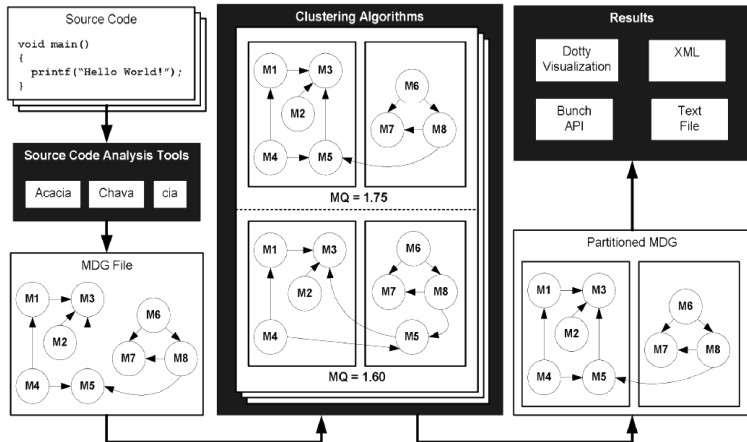 Source Code
void main()
{
printf("Hello World!");
}
Source Code Analysis Tools
Acacia
Chava
cia
MDG File
M1
M3
M2
M6
M7
M8
M4
M5
Clustering Algorithms
M1
M3
M2
M6
M7
M8
M4
M5
MQ = 1.75
M1
M3
M2
M6
M7
M8
M4
M5
MQ = 1.60
Results
Dotty
Visualization
XML
Bunch
API
Text
File
Partitioned MDG
M1
M3
M2
M6
M7
M8
M4
M5